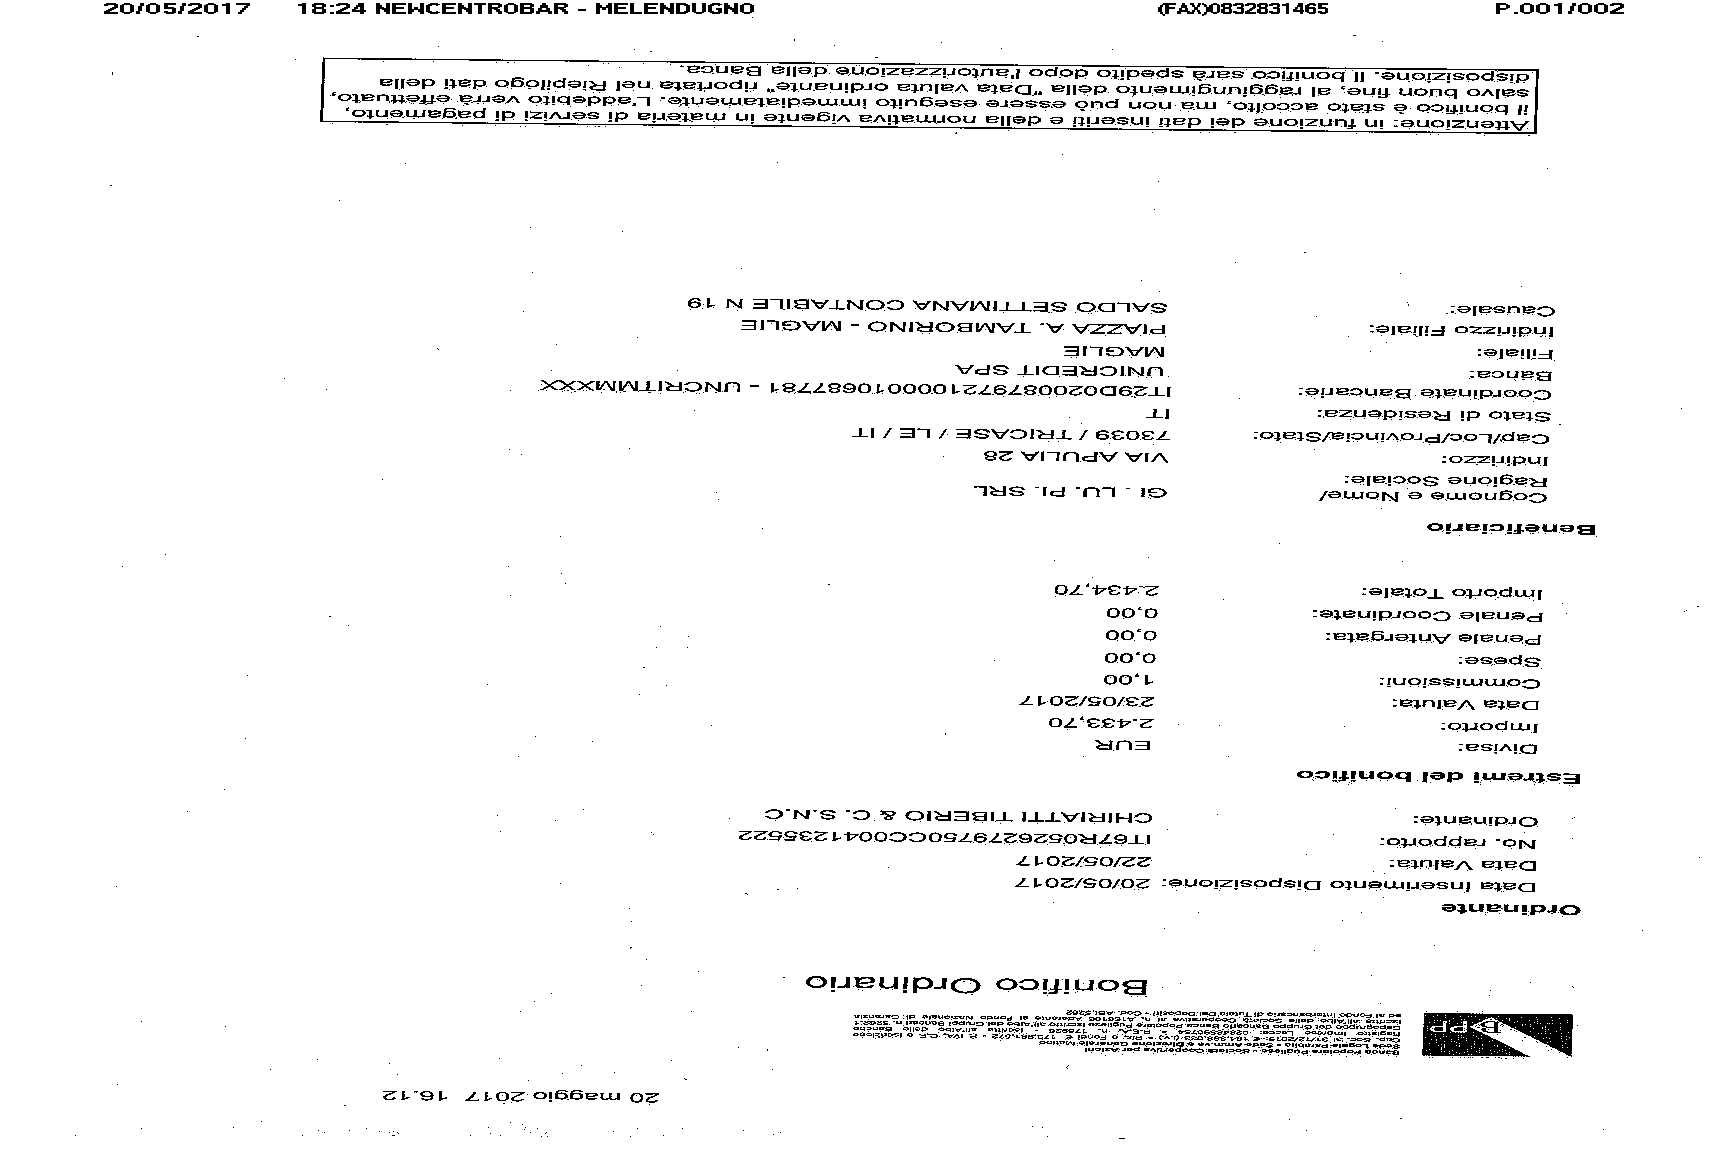 20/05/2017 18:24 NEWCENTROBAR - MELENDUGNO (FAX)0832831465 P.001/002
20 maggio 2017 16.12
BPP
Banca Popolare Pugliese - Società Cooperativa per Azioni
Bonifico Ordinario
Ordinante
Data Inserimento Disposizione: 20/05/2017
Data Valuta: 22/05/2017
No. rapporto: IT67R0526279750CC0041235522
Ordinante: CHIRIATTI TIBERIO & C. S.N.C
Estremi del bonifico
Divisa: EUR
Importo: 2.433,70
Data Valuta: 23/05/2017
Commissioni: 1,00
Spese: 0,00
Penale Antergata: 0,00
Penale Coordinate: 0,00
Importo Totale: 2.434,70
Beneficiario
Cognome e Nome/
Ragione Sociale: GI. LU. PI. SRL
Indirizzo: VIA APULIA 28
Cap/Loc/Provincia/Stato: 73039 / TRICASE / LE / IT
Stato di Residenza: IT
Coordinate Bancarie: IT29D0200879721000010687781 - UNCRITMMXXX
Banca: UNICREDIT SPA
Filiale: MAGLIE
Indirizzo Filiale: PIAZZA A. TAMBORINO - MAGLIE
Causale: SALDO SETTIMANA CONTABILE N 19
Attenzione: in funzione dei dati inseriti e della normativa vigente in materia di servizi di pagamento,
il bonifico è stato accolto, ma non può essere eseguito immediatamente. L'addebito verrà effettuato,
salvo buon fine, al raggiungimento della "Data valuta ordinante" riportata nel Riepilogo dati della
disposizione. Il bonifico sarà spedito dopo l'autorizzazione della Banca.